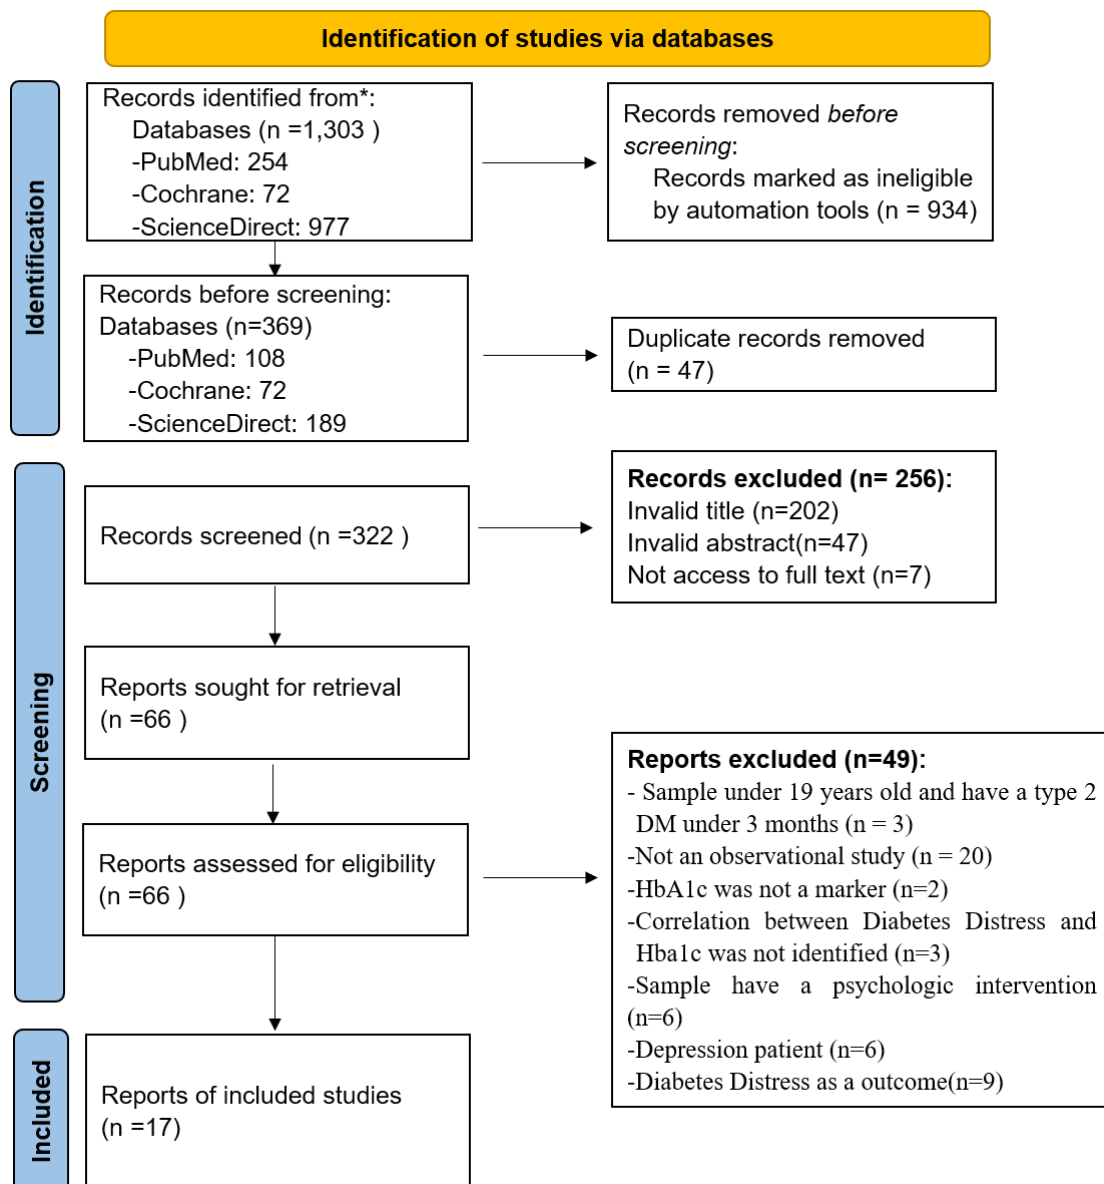 Identification of studies via databases
Identification
Records identified from*:
Databases (n =1,303 )
-PubMed: 254
-Cochrane: 72
-ScienceDirect: 977
Records removed before
screening:
Records marked as ineligible
by automation tools (n = 934)
Records before screening:
Databases (n=369)
-PubMed: 108
-Cochrane: 72
-ScienceDirect: 189
Duplicate records removed
(n = 47)
Screening
Records screened (n =322 )
Records excluded (n= 256):
Invalid title (n=202)
Invalid abstract(n=47)
Not access to full text (n=7)
Reports sought for retrieval
(n =66 )
Reports assessed for eligibility
(n =66 )
Reports excluded (n=49):
- Sample under 19 years old and have a type 2
DM under 3 months (n = 3)
-Not an observational study (n = 20)
-HbA1c was not a marker (n=2)
-Correlation between Diabetes Distress and
Hba1c was not identified (n=3)
-Sample have a psychologic intervention
(n=6)
-Depression patient (n=6)
-Diabetes Distress as a outcome(n=9)
Included
Reports of included studies
(n =17)